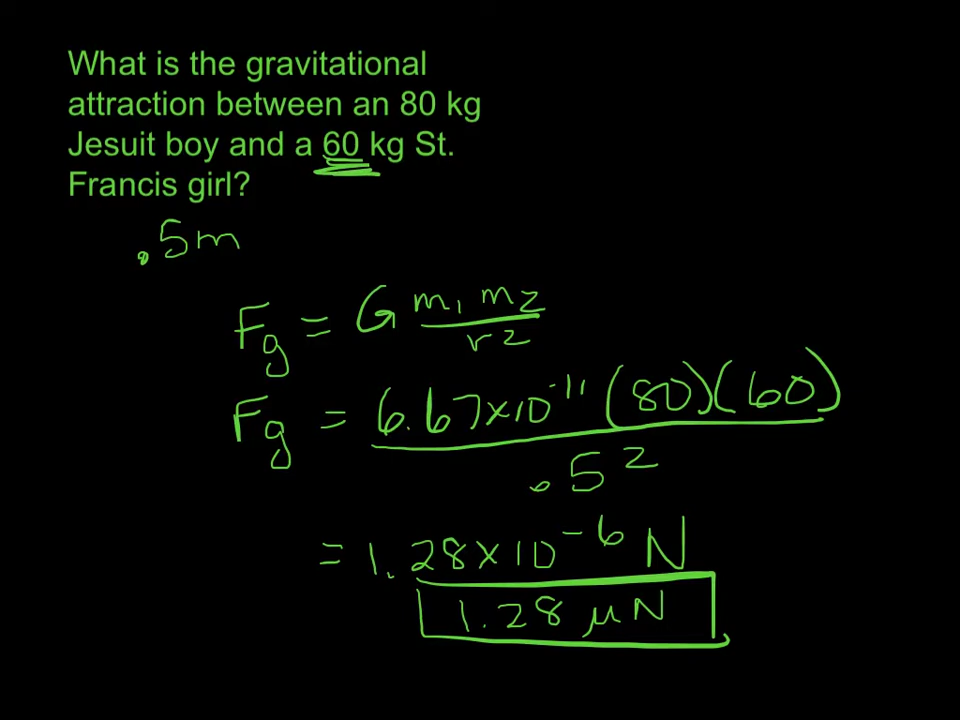 What is the gravitational
attraction between an 80 kg
Jesuit boy and a 60 kg St.
Francis girl?
.5m
Fg = G m1 m2 / r2
Fg = 6.67x10-11 (80)(60) / .5 2
= 1.28x10-6 N
1.28 μN